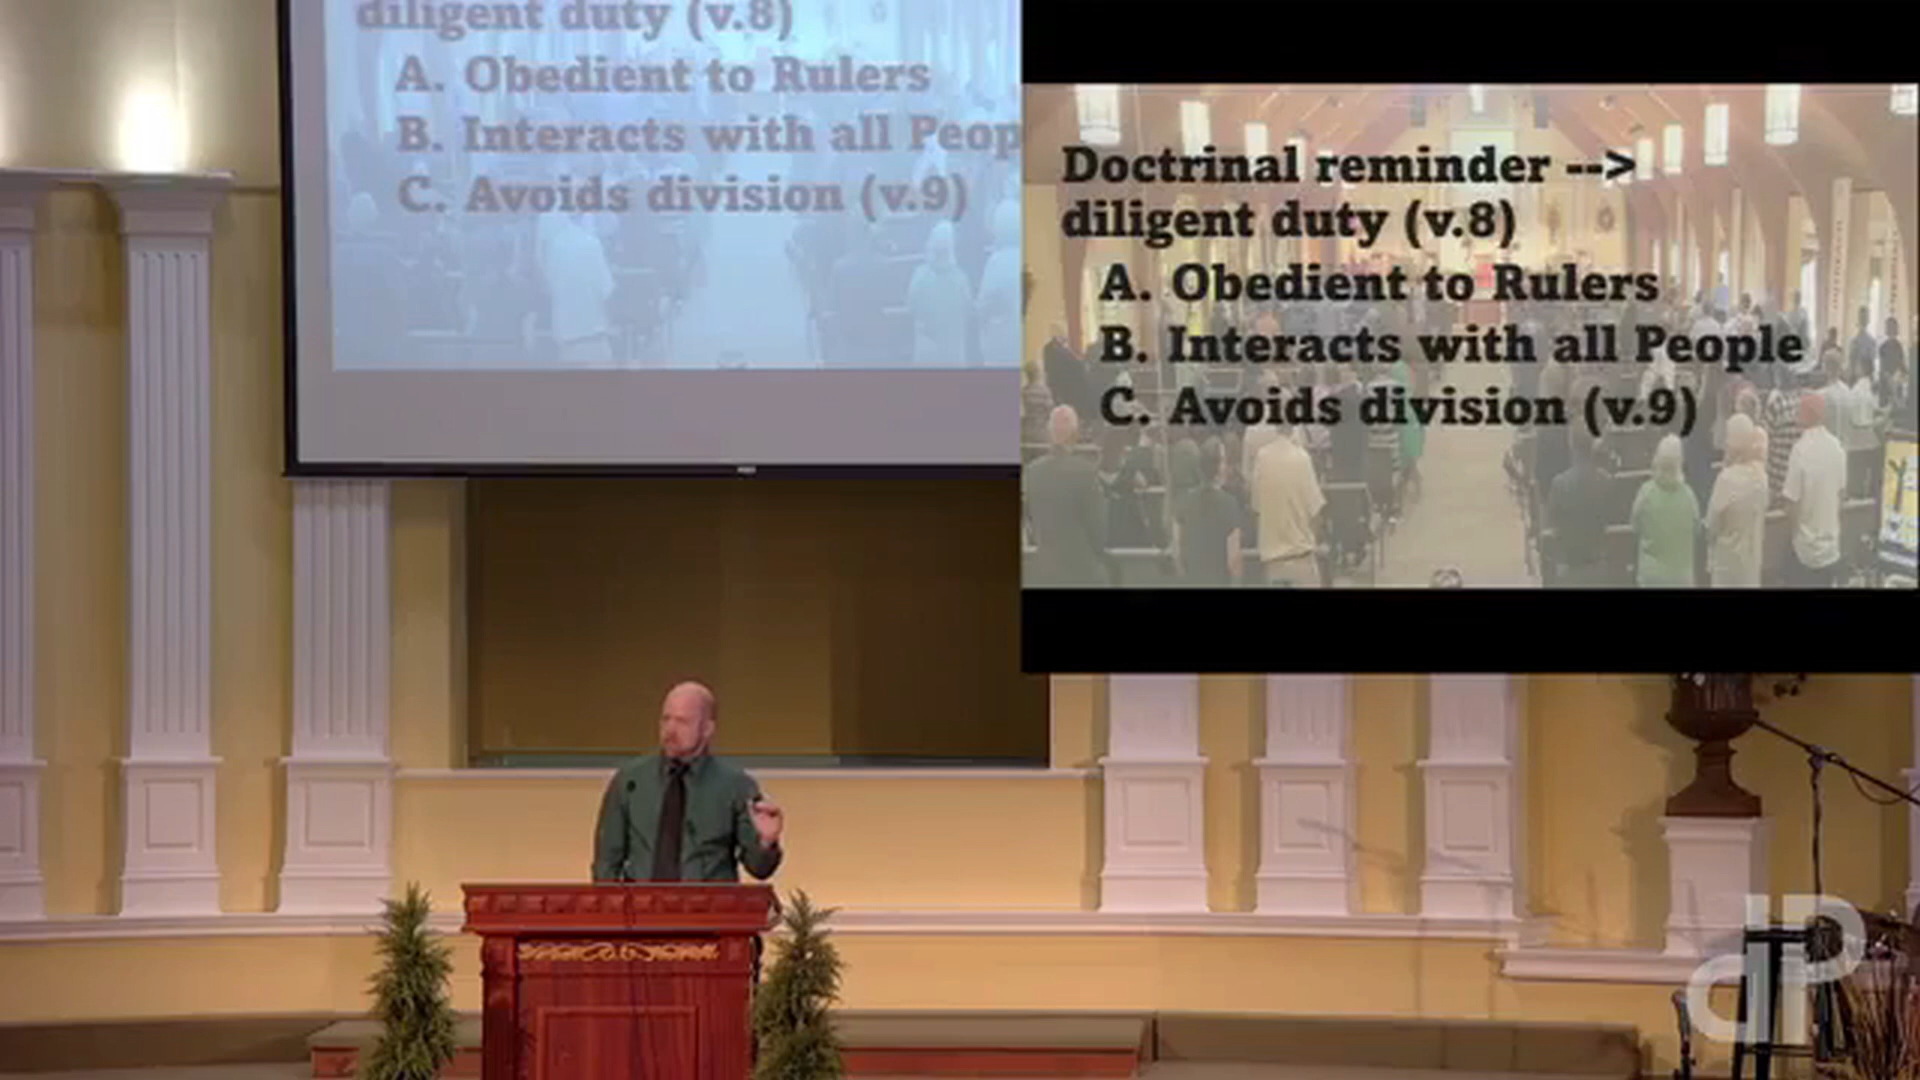 diligent duty (v.8)
A. Obedient to Rulers
B. Interacts with all Peop
C. Avoids division (v.9)
Doctrinal reminder -->
diligent duty (v.8)
A. Obedient to Rulers
B. Interacts with all People
C. Avoids division (v.9)
dP